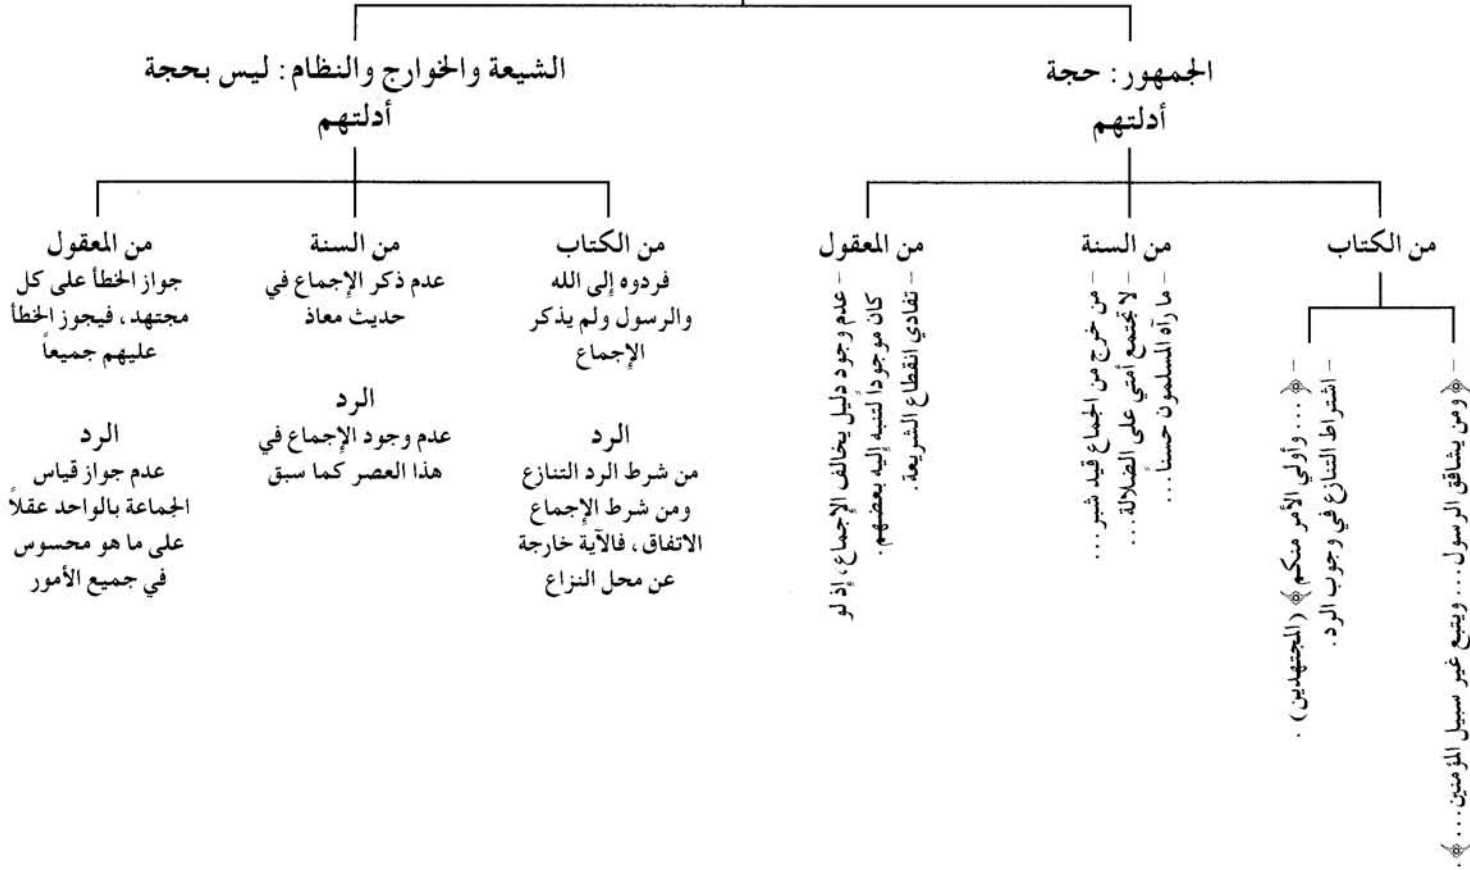 الجمهور: حجة
أدلتهم
من الكتاب
– ﴿ومن يشاقق الرسول... ويتبع غير سبيل المؤمنين...﴾.
– ﴿... وأولي الأمر منكم﴾ (المجتهدين).
– اشتراط التنازع في وجوب الرد.
من السنة
– من خرج من الجماع قيد شبر...
– لا تجتمع أمتي على الضلالة...
– ما رآه المسلمون حسناً...
من المعقول
– عدم وجود دليل يخالف الإجماع، إذ لو
كان موجوداً لتنبه إليه بعضهم.
– تفادي انقطاع الشريعة.
الشيعة والخوارج والنظام: ليس بحجة
أدلتهم
من الكتاب
فردوه إلى الله
والرسول ولم يذكر
الإجماع
الرد
من شرط الرد التنازع
ومن شرط الإجماع
الاتفاق، فالآية خارجة
عن محل النزاع
من السنة
عدم ذكر الإجماع في
حديث معاذ
الرد
عدم وجود الإجماع في
هذا العصر كما سبق
من المعقول
جواز الخطأ على كل
مجتهد، فيجوز الخطأ
عليهم جميعاً
الرد
عدم جواز قياس
الجماعة بالواحد عقلاً
على ما هو محسوس
في جميع الأمور